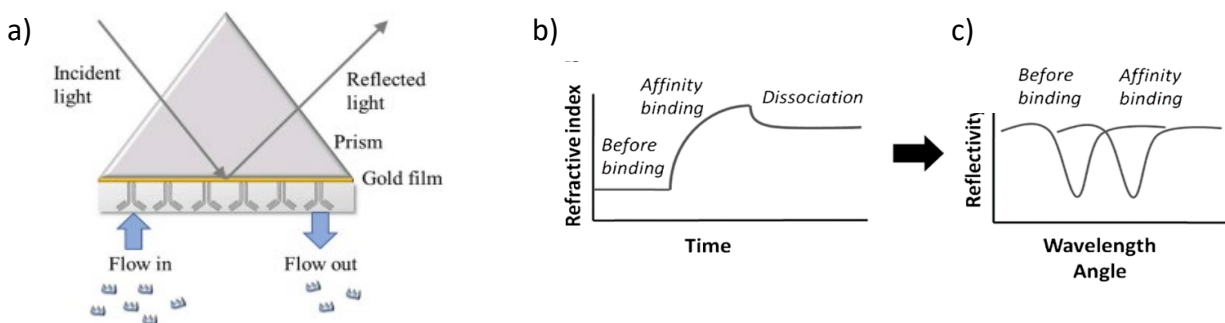 a)
Incident
light
Reflected
light
Prism
Gold film
Flow in
Flow out
b)
Refractive index
Before
binding
Affinity
binding
Dissociation
Time
c)
Reflectivity
Before
binding
Affinity
binding
Wavelength
Angle